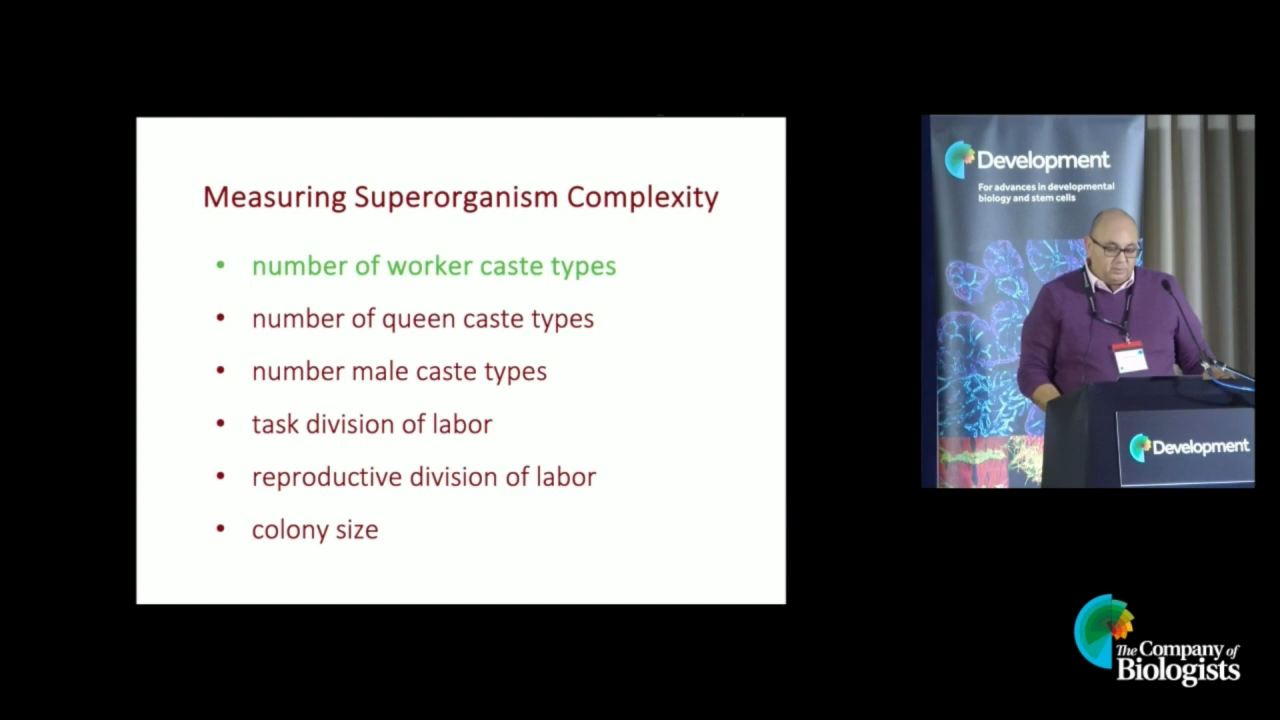 Measuring Superorganism Complexity
• number of worker caste types
• number of queen caste types
• number male caste types
• task division of labor
• reproductive division of labor
• colony size
Development
For advances in developmental
biology and stem cells
Development
The Company of
Biologists